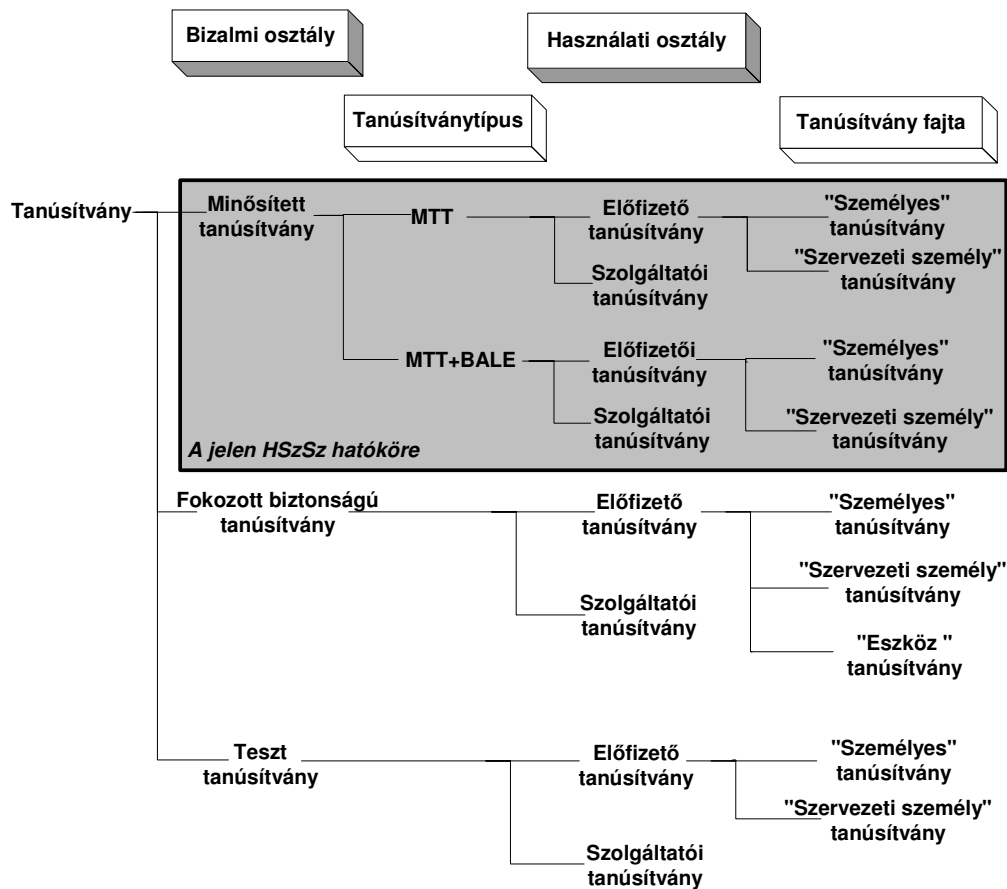 Bizalmi osztály
Használati osztály
Tanúsítványtípus
Tanúsítvány fajta
Tanúsítvány
Minősített
tanúsítvány
MTT
Előfizető
tanúsítvány
"Személyes"
tanúsítvány
"Szervezeti személy"
tanúsítvány
Szolgáltatói
tanúsítvány
MTT+BALE
Előfizetői
tanúsítvány
"Személyes"
tanúsítvány
Szolgáltatói
tanúsítvány
"Szervezeti személy"
tanúsítvány
A jelen HSzSz hatóköre
Fokozott biztonságú
tanúsítvány
Előfizető
tanúsítvány
"Személyes"
tanúsítvány
"Szervezeti személy"
tanúsítvány
Szolgáltatói
tanúsítvány
"Eszköz "
tanúsítvány
Teszt
tanúsítvány
Előfizető
tanúsítvány
"Személyes"
tanúsítvány
"Szervezeti személy"
tanúsítvány
Szolgáltatói
tanúsítvány